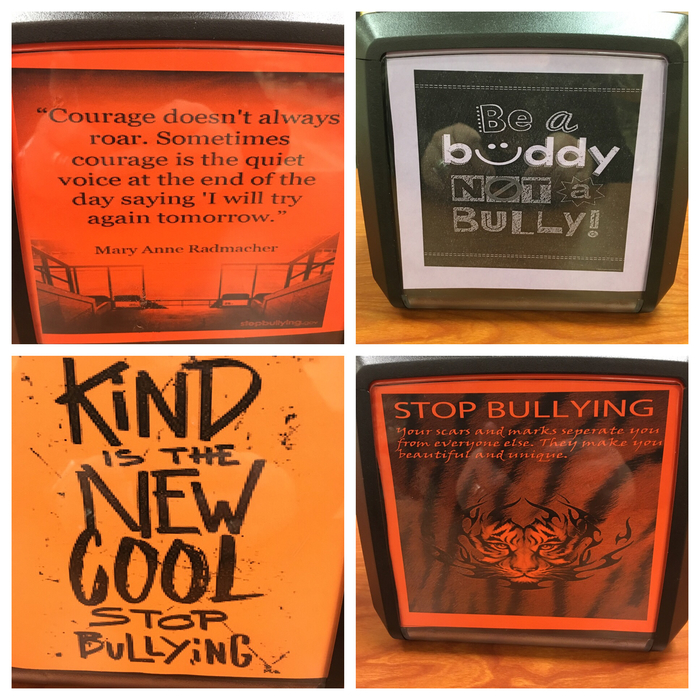 “Courage doesn't always
roar. Sometimes
courage is the quiet
voice at the end of the
day saying 'I will try
again tomorrow.”
Mary Anne Radmacher
stopbullying.gov
Be a
buddy
NOT a
BuLLy!
KiND
IS THE
NEW
COOL
STOP
BuLLYiNG
STOP BULLYING
Your scars and marks seperate you
from everyone else. They make you
beautiful and unique.